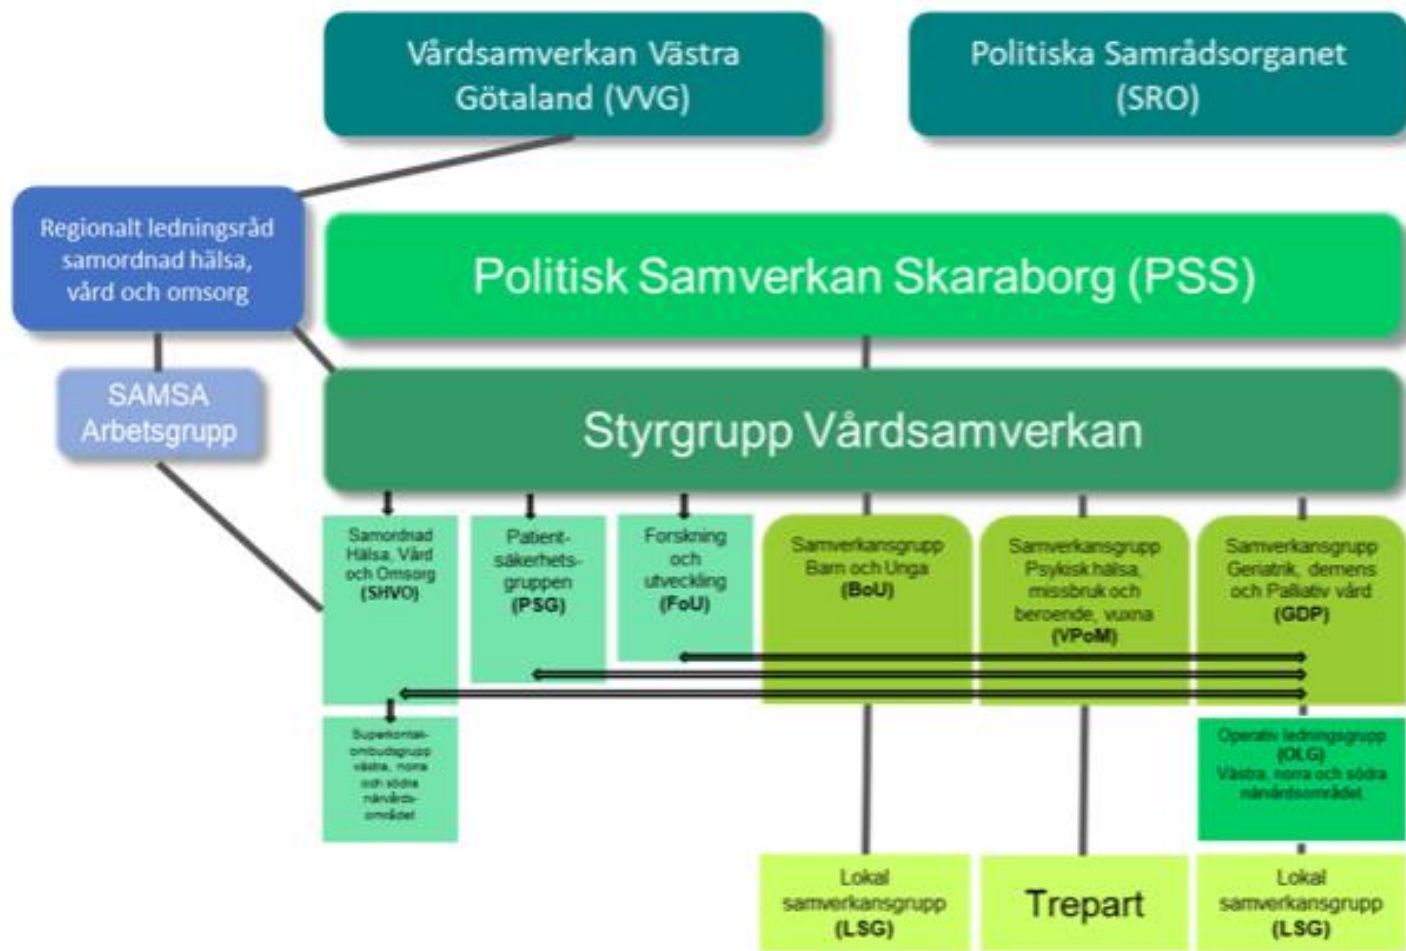 Vårdsamverkan Västra
Götaland (VVG)
Politiska Samrådsorganet
(SRO)
Regionalt ledningsråd
samordnad hälsa,
vård och omsorg
Politisk Samverkan Skaraborg (PSS)
SAMSA
Arbetsgrupp
Styrgrupp Vårdsamverkan
Samordnad
Hälsa, Vård
och Omsorg
(SHVO)
Patient-
säkerhets-
gruppen
(PSG)
Forskning
och
utveckling
(FoU)
Samverkansgrupp
Barn och Unga
(BoU)
Samverkansgrupp
Psykisk hälsa,
missbruk och
beroende, vuxna
(VPoM)
Samverkansgrupp
Geriatrik, demens
och Palliativ vård
(GDP)
Superkontakt-
ombudsgrupp
västra, norra
och södra
närvårds-
området
Operativ ledningsgrupp
(OLG)
Västra, norra och södra
närvårdsområdet
Lokal
samverkansgrupp
(LSG)
Trepart
Lokal
samverkansgrupp
(LSG)